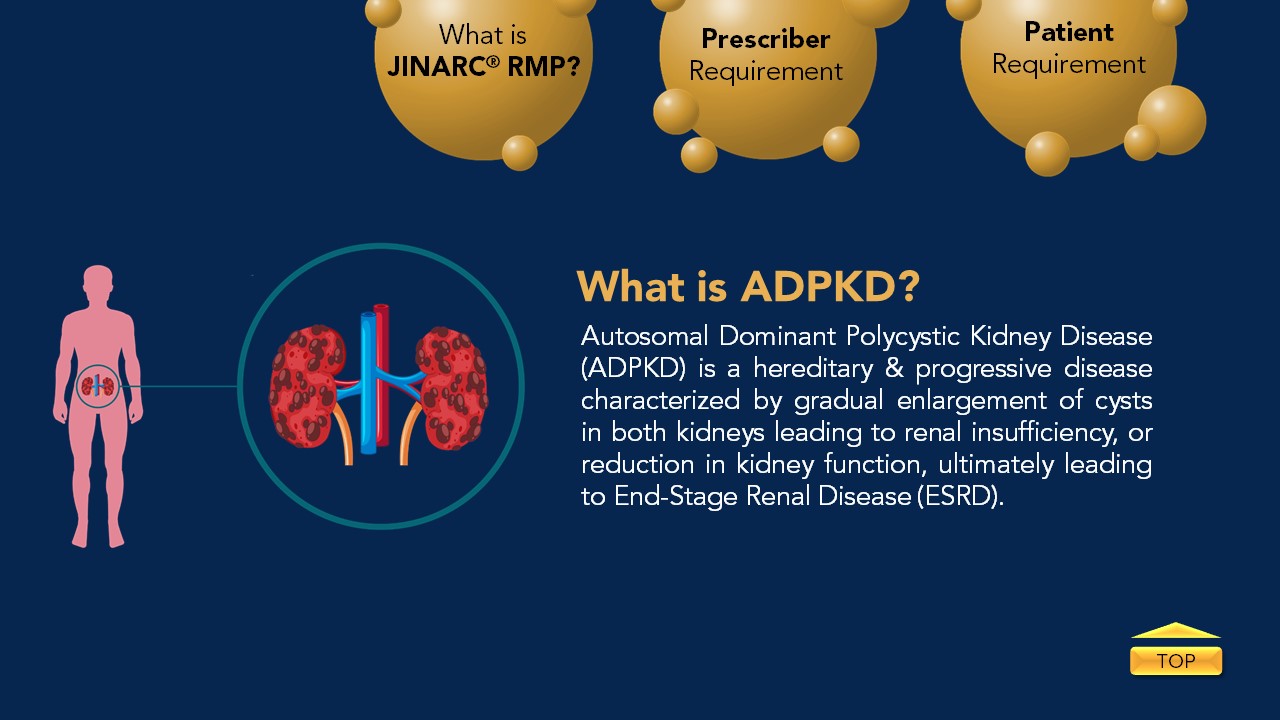 What is
JINARC® RMP?
Prescriber
Requirement
Patient
Requirement
What is ADPKD?
Autosomal Dominant Polycystic Kidney Disease
(ADPKD) is a hereditary & progressive disease
characterized by gradual enlargement of cysts
in both kidneys leading to renal insufficiency, or
reduction in kidney function, ultimately leading
to End-Stage Renal Disease (ESRD).
TOP